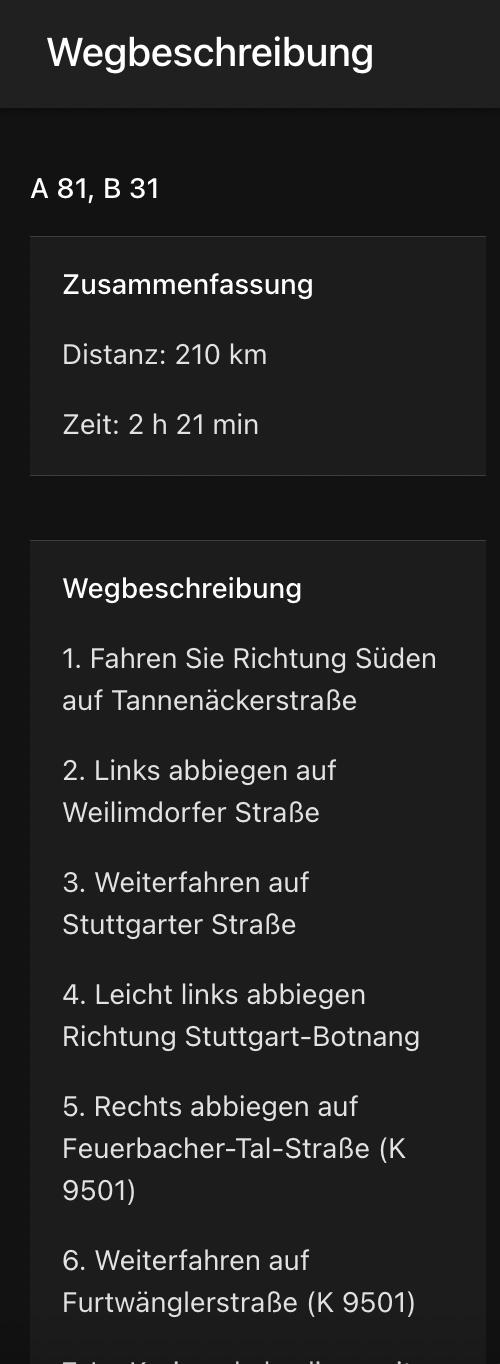 Wegbeschreibung
A 81, B 31
Zusammenfassung
Distanz: 210 km
Zeit: 2 h 21 min
Wegbeschreibung
1. Fahren Sie Richtung Süden
auf Tannenäckerstraße
2. Links abbiegen auf
Weilimdorfer Straße
3. Weiterfahren auf
Stuttgarter Straße
4. Leicht links abbiegen
Richtung Stuttgart-Botnang
5. Rechts abbiegen auf
Feuerbacher-Tal-Straße (K
9501)
6. Weiterfahren auf
Furtwänglerstraße (K 9501)